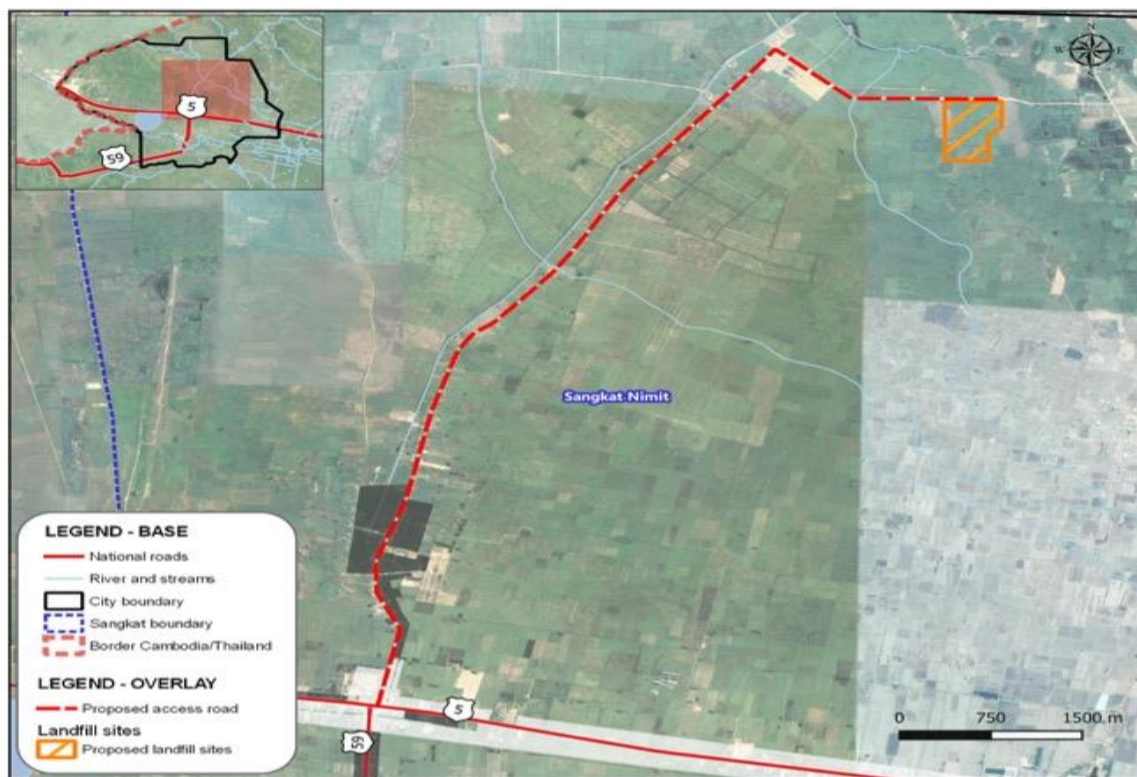 N
W
E
S
5
59
Sangkat Nimit
LEGEND - BASE
National roads
River and streams
City boundary
Sangkat boundary
Border Cambodia/Thailand
LEGEND - OVERLAY
Proposed access road
Landfill sites
Proposed landfill sites
5
59
0 750 1500 m